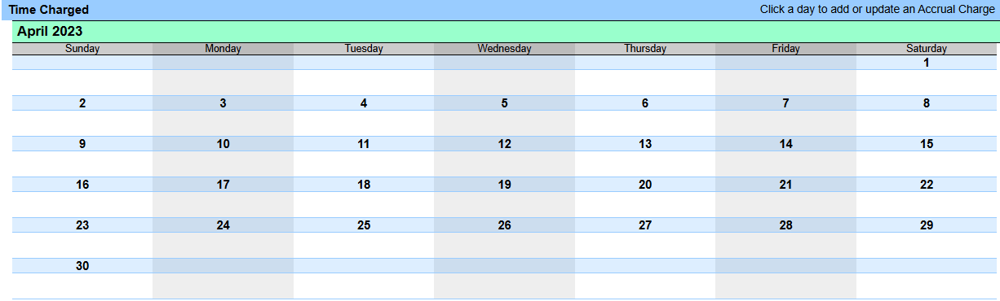 Time Charged Click a day to add or update an Accrual Charge
April 2023
Sunday Monday Tuesday Wednesday Thursday Friday Saturday
1
2 3 4 5 6 7 8
9 10 11 12 13 14 15
16 17 18 19 20 21 22
23 24 25 26 27 28 29
30